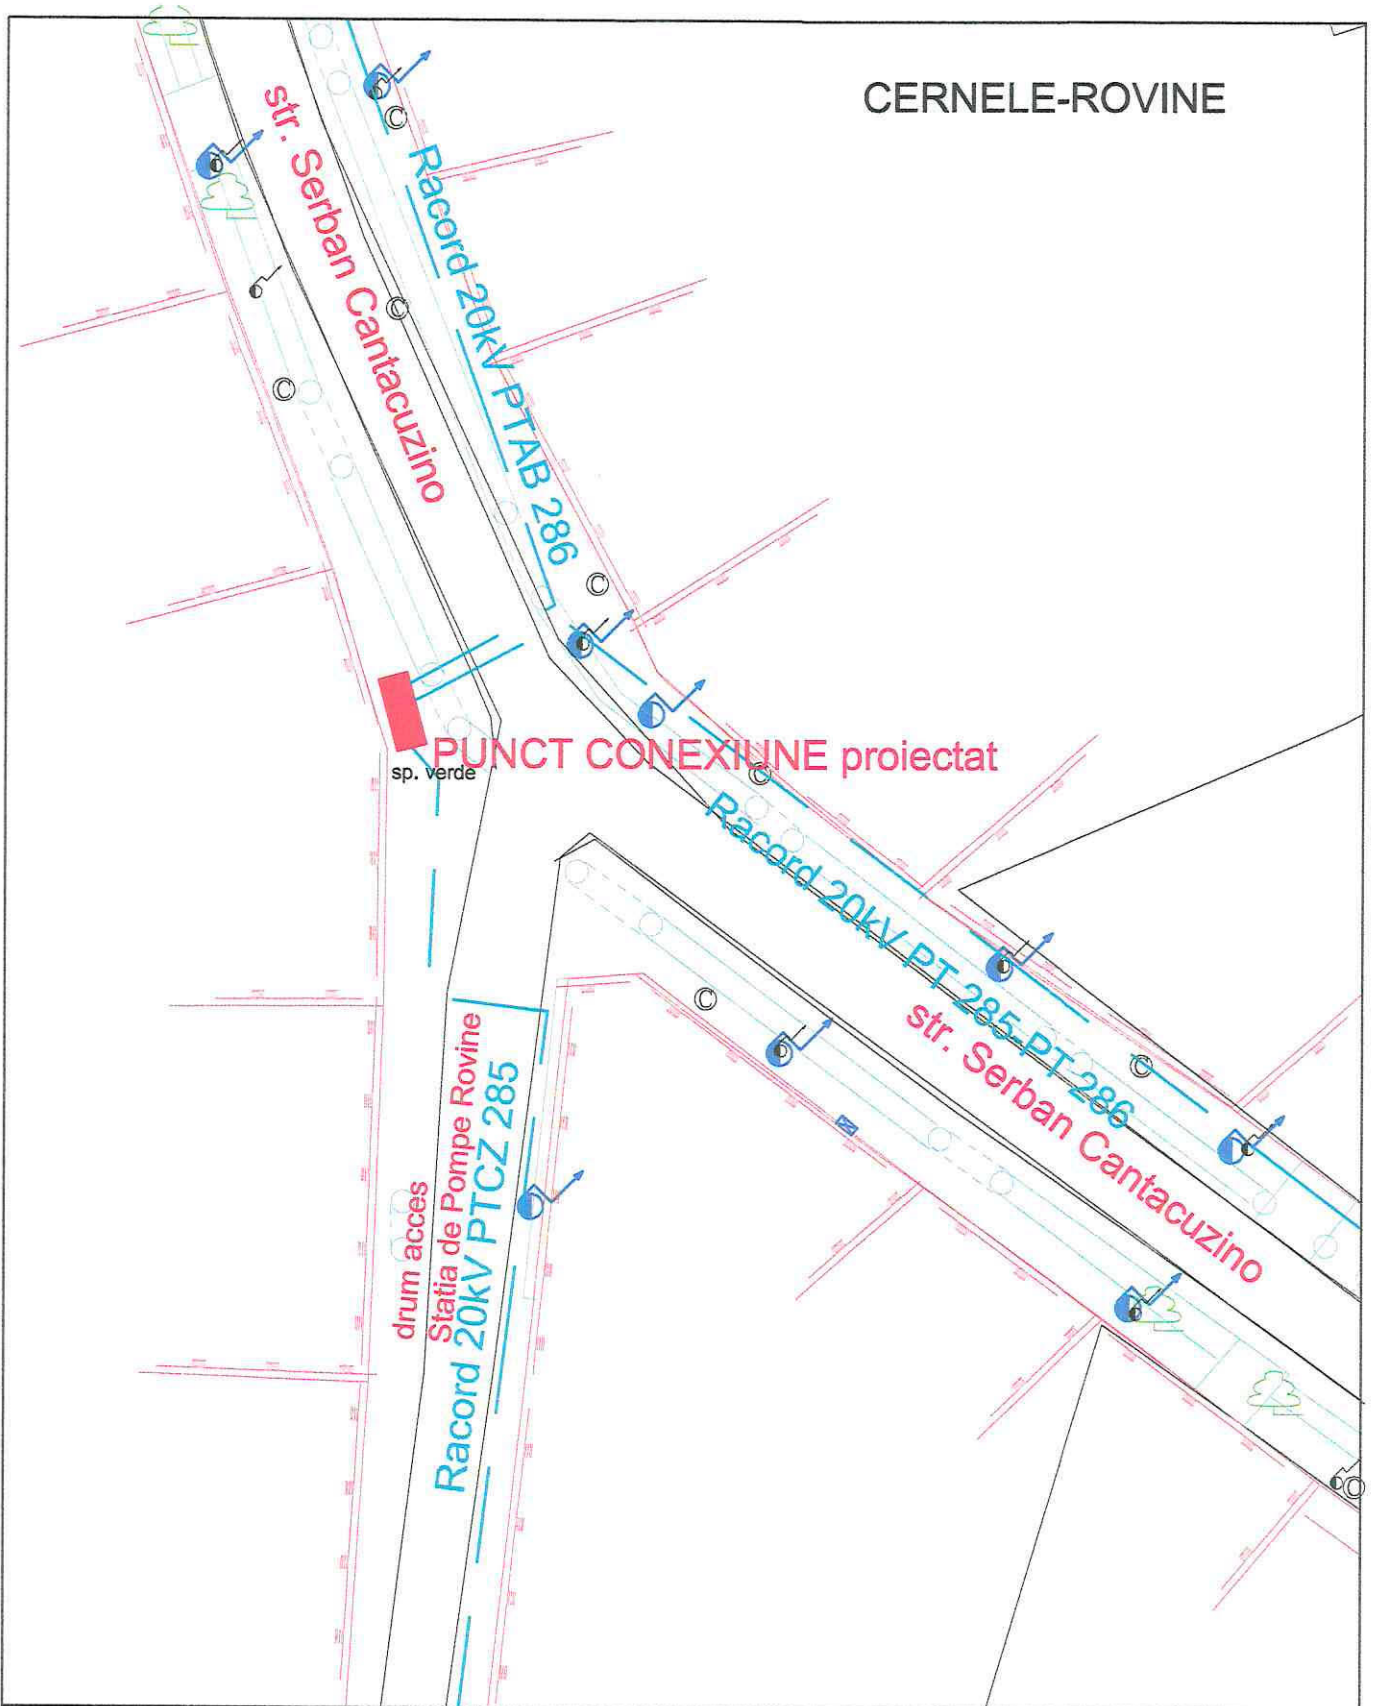 CERNELE-ROVINE
str. Serban Cantacuzino
Racord 20kV PTAB 286
C
C
C
C
PUNCT CONEXIUNE proiectat
sp. verde
C
Racord 20kV PT 285-PT 286
str. Serban Cantacuzino
C
C
drum acces
Statia de Pompe Rovine
Racord 20kV PTCZ 285